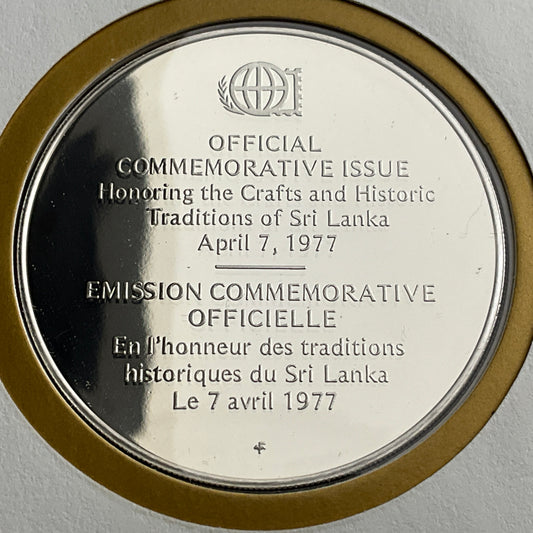 OFFICIAL
COMMEMORATIVE ISSUE
Honoring the Crafts and Historic
Traditions of Sri Lanka
April 7, 1977
EMISSION COMMEMORATIVE
OFFICIELLE
En l'honneur des traditions
historiques du Sri Lanka
Le 7 avril 1977